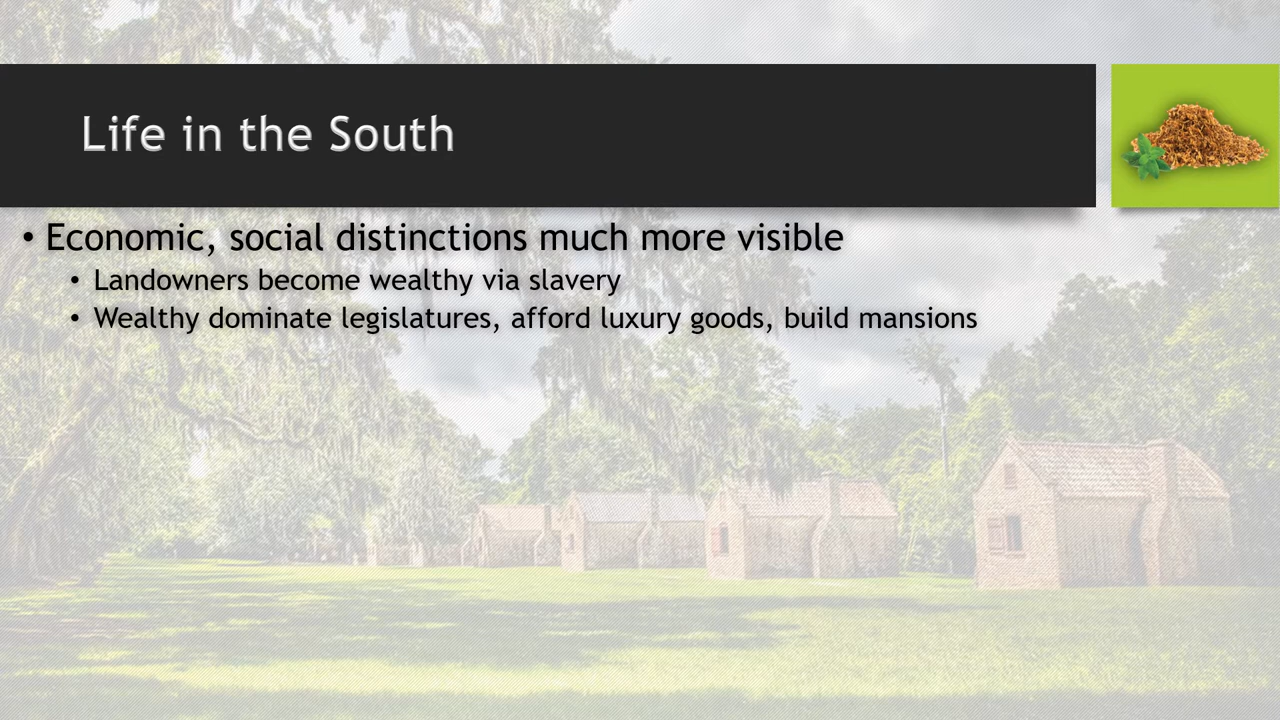 Life in the South
• Economic, social distinctions much more visible
• Landowners become wealthy via slavery
• Wealthy dominate legislatures, afford luxury goods, build mansions